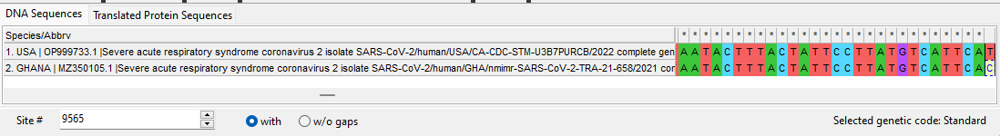 DNA Sequences Translated Protein Sequences
Species/Abbrv * * * * * * * * * * * * * * * * * * * * * * * * * * * *
1. USA | OP999733.1 |Severe acute respiratory syndrome coronavirus 2 isolate SARS-CoV-2/human/USA/CA-CDC-STM-U3B7PURCB/2022 complete gen A A T A C T T T A C T A T T C C T T A T G T C A T T C A T
2. GHANA | MZ350105.1 |Severe acute respiratory syndrome coronavirus 2 isolate SARS-CoV-2/human/GHA/nmimr-SARS-CoV-2-TRA-21-658/2021 con A A T A C T T T A C T A T T C C T T A T G T C A T T C A C
Site # 9565 with w/o gaps Selected genetic code: Standard